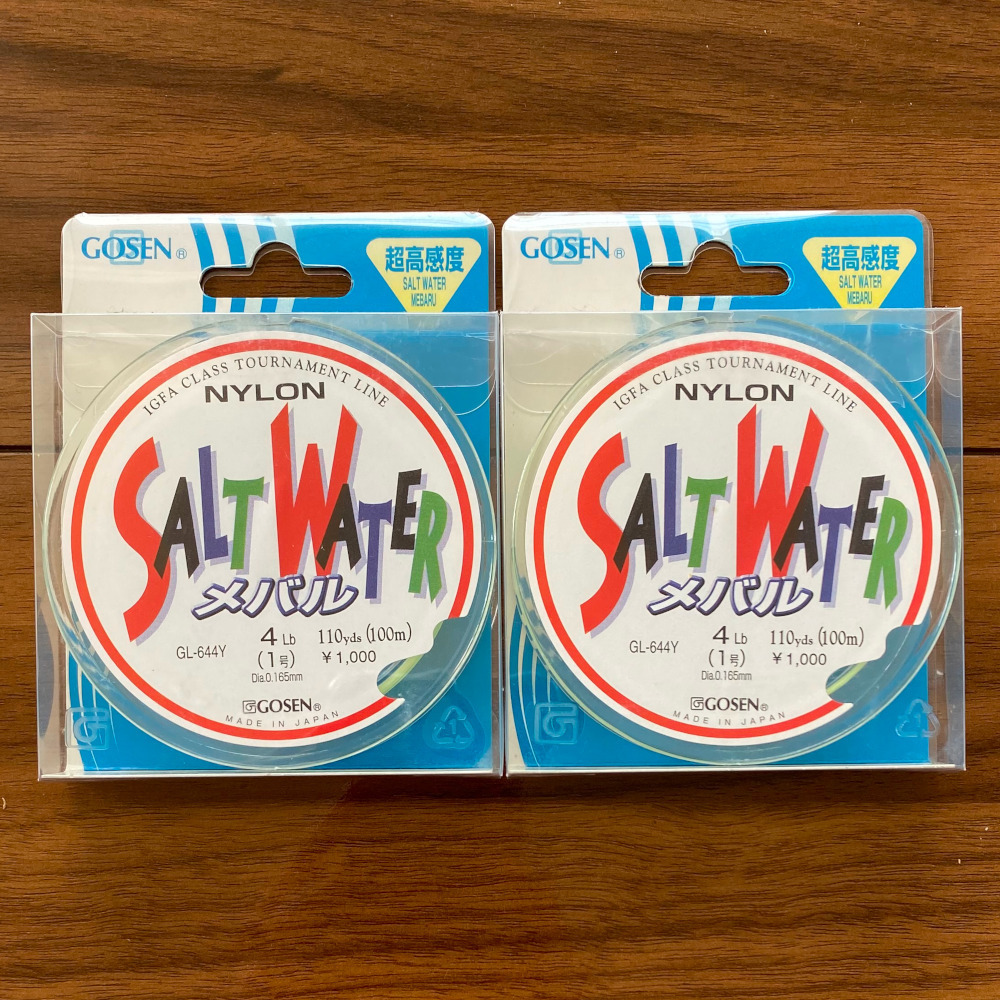 GOSEN®
超高感度
SALT WATER
MEBARU
IGFA CLASS TOURNAMENT LINE
NYLON
SALT WATER
メバル
GL-644Y
4 Lb
(1号)
Dia.0.165mm
110yds (100m)
¥1,000
GOSEN®
MADE IN JAPAN
GOSEN®
超高感度
SALT WATER
MEBARU
IGFA CLASS TOURNAMENT LINE
NYLON
SALT WATER
メバル
GL-644Y
4 Lb
(1号)
Dia.0.165mm
110yds (100m)
¥1,000
GOSEN®
MADE IN JAPAN